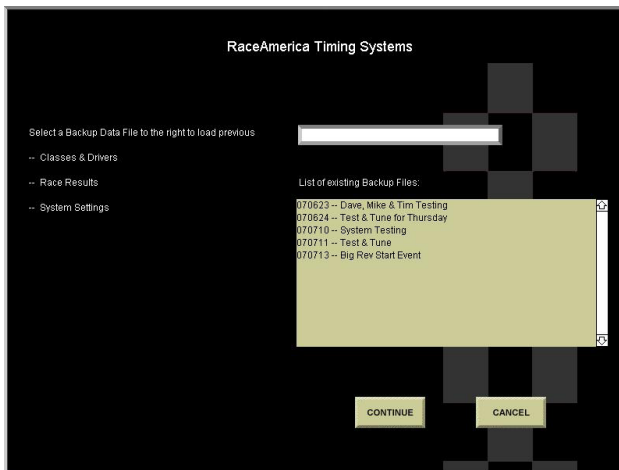 RaceAmerica Timing Systems
Select a Backup Data File to the right to load previous
-- Classes & Drivers
-- Race Results
-- System Settings
List of existing Backup Files:
070623 -- Dave, Mike & Tim Testing
070624 -- Test & Tune for Thursday
070710 -- System Testing
070711 -- Test & Tune
070713 -- Big Rev Start Event
CONTINUE
CANCEL